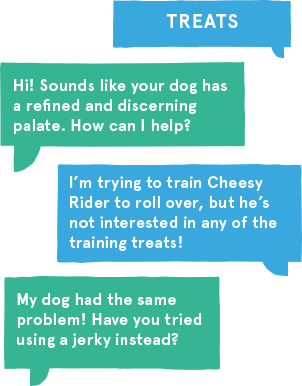 TREATS
Hi! Sounds like your dog has
a refined and discerning
palate. How can I help?
I'm trying to train Cheesy
Rider to roll over, but he's
not interested in any of the
training treats!
My dog had the same
problem! Have you tried
using a jerky instead?